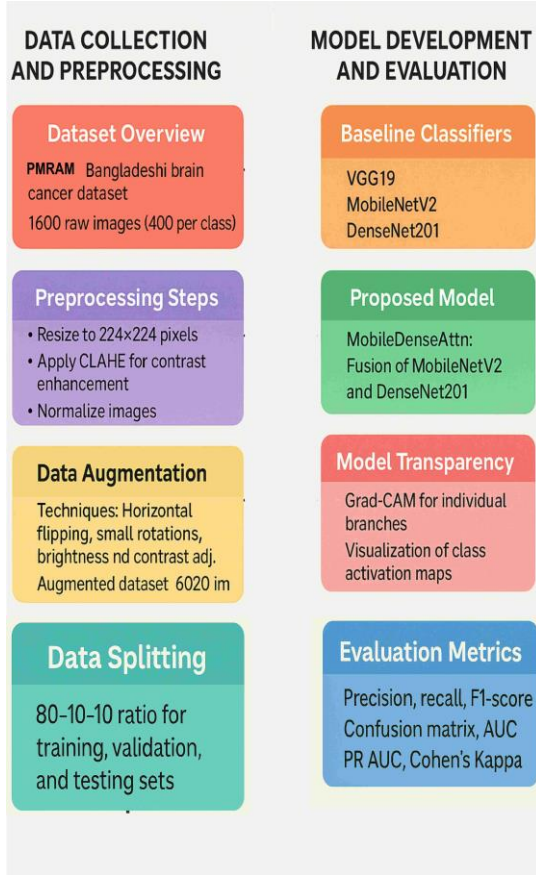 DATA COLLECTION
AND PREPROCESSING
Dataset Overview
PMRAM Bangladeshi brain
cancer dataset
1600 raw images (400 per class)
Preprocessing Steps
• Resize to 224×224 pixels
• Apply CLAHE for contrast
enhancement
• Normalize images
Data Augmentation
Techniques: Horizontal
flipping, small rotations,
brightness nd contrast adj.
Augmented dataset 6020 im
Data Splitting
80-10-10 ratio for
training, validation,
and testing sets
MODEL DEVELOPMENT
AND EVALUATION
Baseline Classifiers
VGG19
MobileNetV2
DenseNet201
Proposed Model
MobileDenseAttn:
Fusion of MobileNetV2
and DenseNet201
Model Transparency
Grad-CAM for individual
branches
Visualization of class
activation maps
Evaluation Metrics
Precision, recall, F1-score
Confusion matrix, AUC
PR AUC, Cohen's Kappa